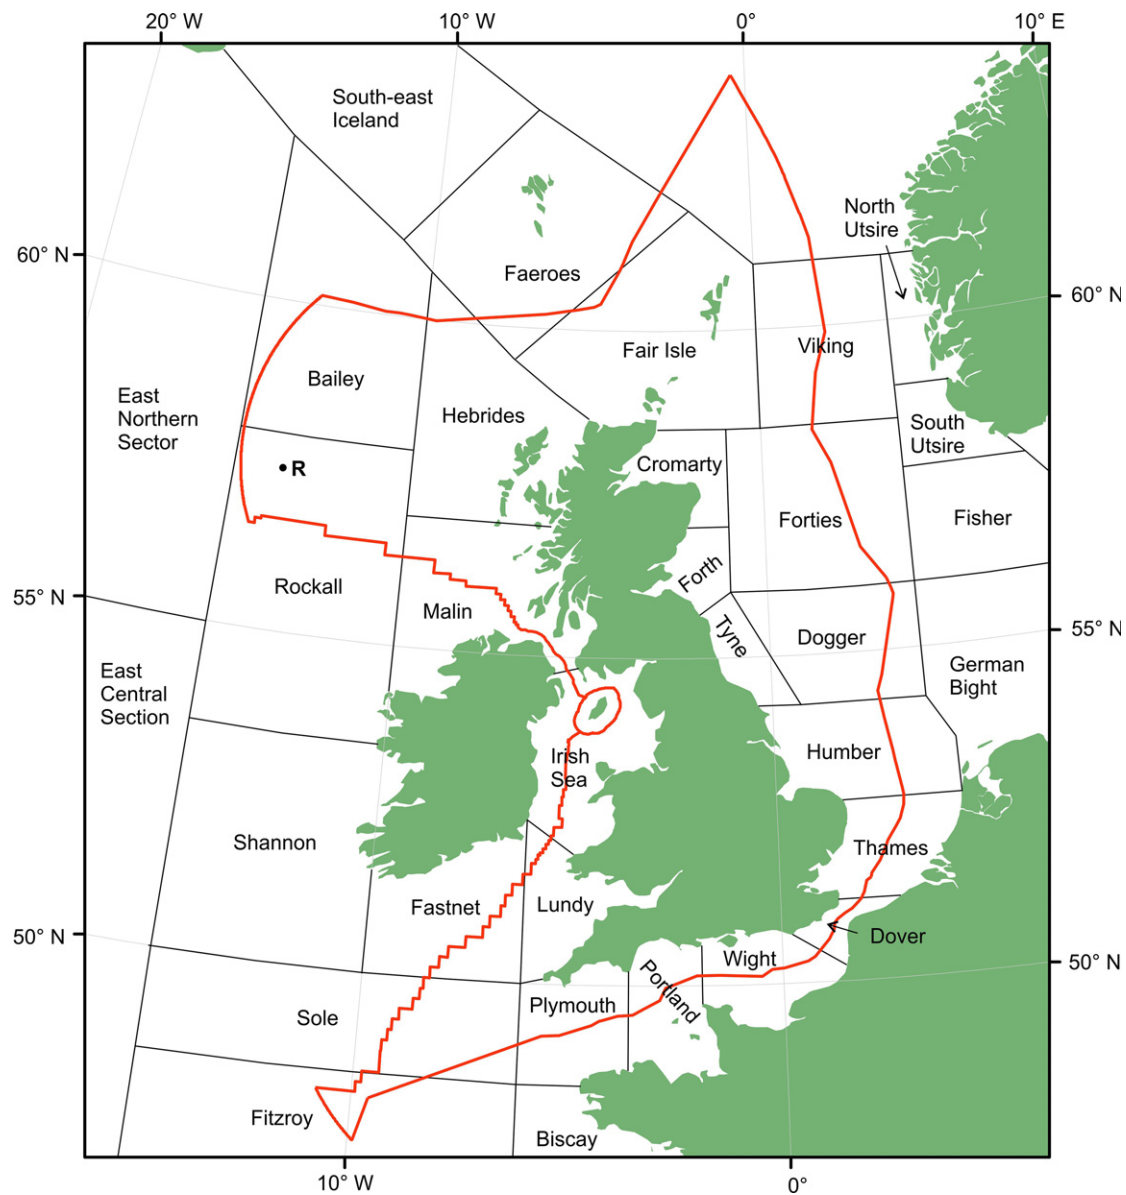 20° W
10° W
0°
10° E
South-east
Iceland
North
Utsire
60° N
Faeroes
60° N
Viking
Fair Isle
Bailey
East
Northern
Sector
Hebrides
South
Utsire
R
Cromarty
Forties
Fisher
Forth
Rockall
55° N
Malin
Tyne
Dogger
55° N
East
Central
Section
German
Bight
Humber
Irish
Sea
Shannon
Thames
Fastnet
Lundy
50° N
Dover
Wight
50° N
Portland
Plymouth
Sole
Fitzroy
Biscay
10° W
0°